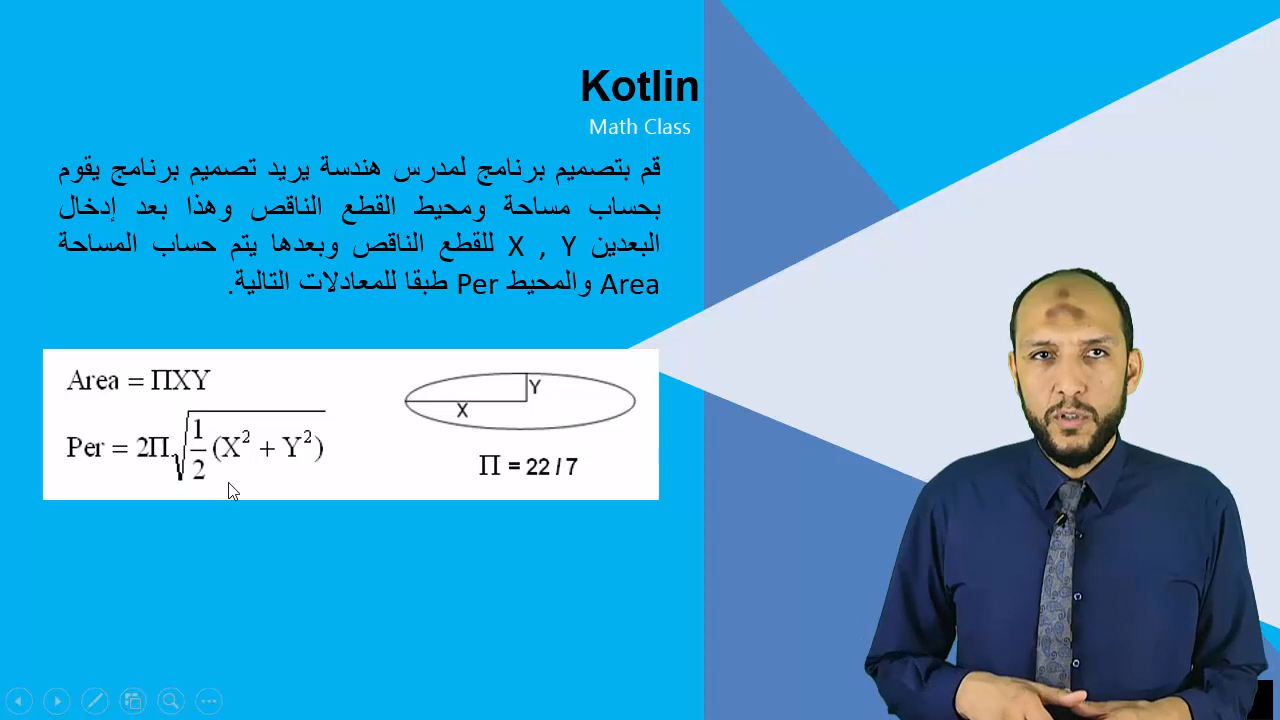 Kotlin
Math Class
قم بتصميم برنامج لمدرس هندسة يريد تصميم برنامج يقوم
بحساب مساحة ومحيط القطع الناقص وهذا بعد إدخال
البعدين X , Y للقطع الناقص وبعدها يتم حساب المساحة
Area والمحيط Per طبقا للمعادلات التالية.
Area = ΠXY
Per = 2Π√(1/2 (X² + Y²))
Y
X
Π = 22 / 7